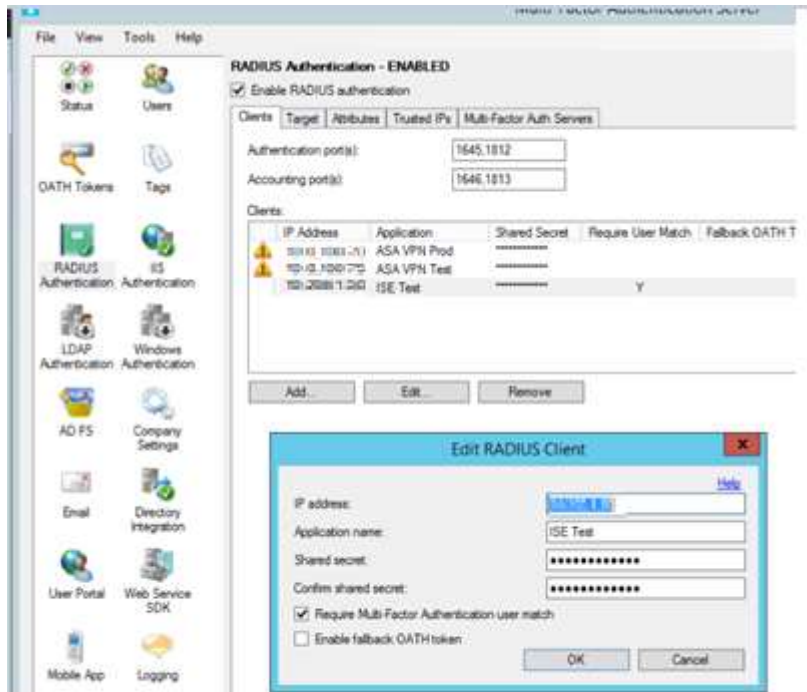 Multi-Factor Authentication Server
File View Tools Help
RADIUS Authentication - ENABLED
Enable RADIUS authentication
Status
Users
Clients Target Attributes Trusted IPs Multi-Factor Auth Servers
Authentication port(s): 1645,1812
Accounting port(s): 1646,1813
OATH Tokens
Tags
Clients:
IP Address Application Shared Secret Require User Match Fallback OATH T
ASA VPN Prod ************
ASA VPN Test ************
ISE Test ************ Y
RADIUS Authentication
IIS Authentication
LDAP Authentication
Windows Authentication
Add... Edit... Remove
AD FS
Company Settings
Edit RADIUS Client
Help
IP address:
Application name: ISE Test
Shared secret: ●●●●●●●●●●●●
Confirm shared secret: ●●●●●●●●●●●●
Require Multi-Factor Authentication user match
Enable fallback OATH token
OK Cancel
Email
Directory Integration
User Portal
Web Service SDK
Mobile App
Logging